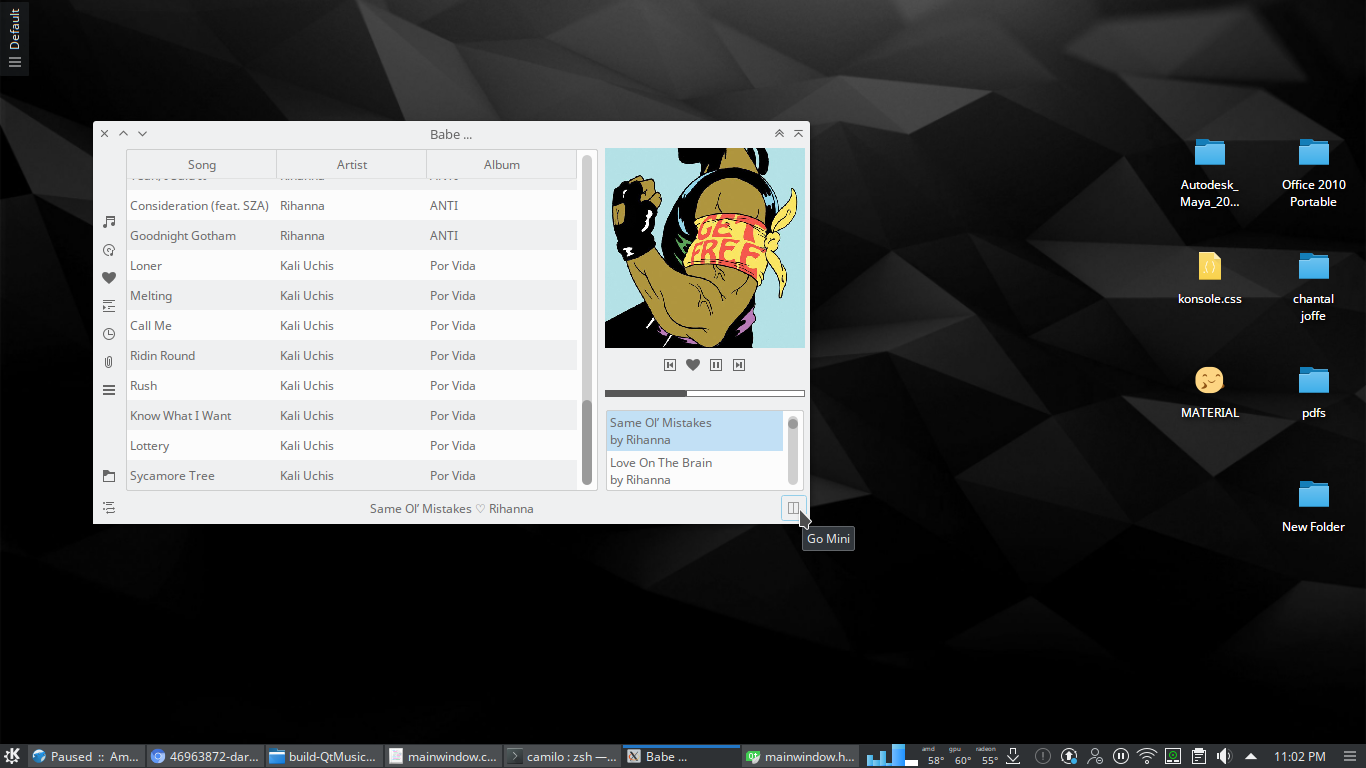 Default
Babe ...
Song Artist Album
Consideration (feat. SZA) Rihanna ANTI
Goodnight Gotham Rihanna ANTI
Loner Kali Uchis Por Vida
Melting Kali Uchis Por Vida
Call Me Kali Uchis Por Vida
Ridin Round Kali Uchis Por Vida
Rush Kali Uchis Por Vida
Know What I Want Kali Uchis Por Vida
Lottery Kali Uchis Por Vida
Sycamore Tree Kali Uchis Por Vida
GET
FREE
Same Ol’ Mistakes
by Rihanna
Love On The Brain
by Rihanna
Same Ol’ Mistakes ♡ Rihanna
Go Mini
Autodesk_
Maya_20...
Office 2010
Portable
konsole.css
chantal
joffe
MATERIAL
pdfs
New Folder
Paused :: Am...
46963872-dar...
build-QtMusic...
mainwindow.c...
camilo : zsh —...
Babe ...
mainwindow.h...
amd gpu radeon
58° 60° 55°
11:02 PM